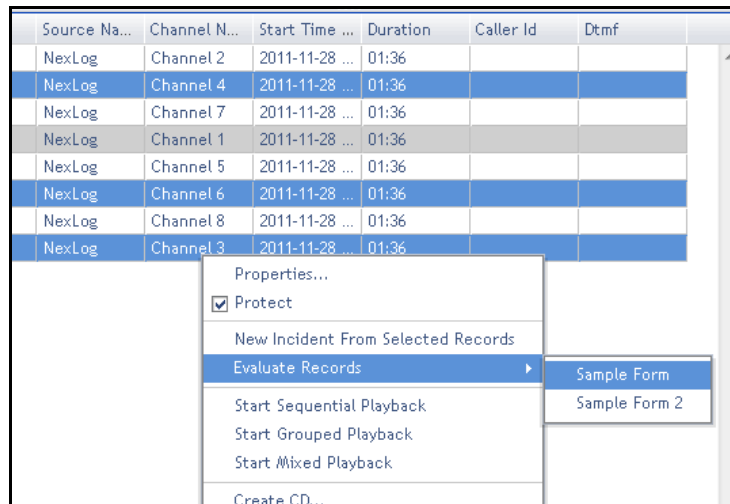 Source Na... Channel N... Start Time ... Duration Caller Id Dtmf
NexLog Channel 2 2011-11-28 ... 01:36
NexLog Channel 4 2011-11-28 ... 01:36
NexLog Channel 7 2011-11-28 ... 01:36
NexLog Channel 1 2011-11-28 ... 01:36
NexLog Channel 5 2011-11-28 ... 01:36
NexLog Channel 6 2011-11-28 ... 01:36
NexLog Channel 8 2011-11-28 ... 01:36
NexLog Channel 3 2011-11-28 ... 01:36
Properties...
Protect
New Incident From Selected Records
Evaluate Records
Sample Form
Sample Form 2
Start Sequential Playback
Start Grouped Playback
Start Mixed Playback
Create CD...